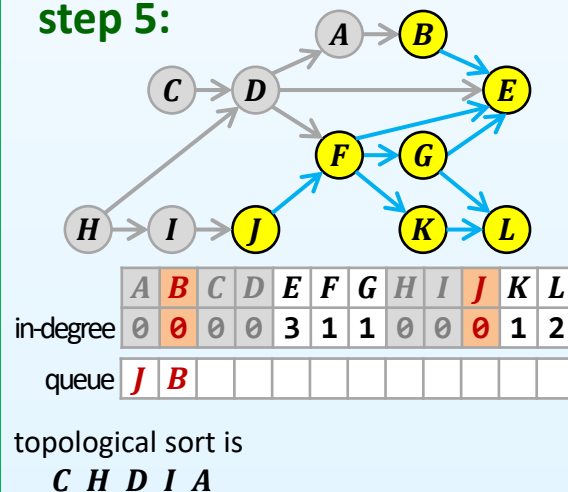 step 5:
A B
C D E
F G
H I J K L
A B C D E F G H I J K L
in-degree 0 0 0 0 3 1 1 0 0 0 1 2
queue J B
topological sort is
C H D I A